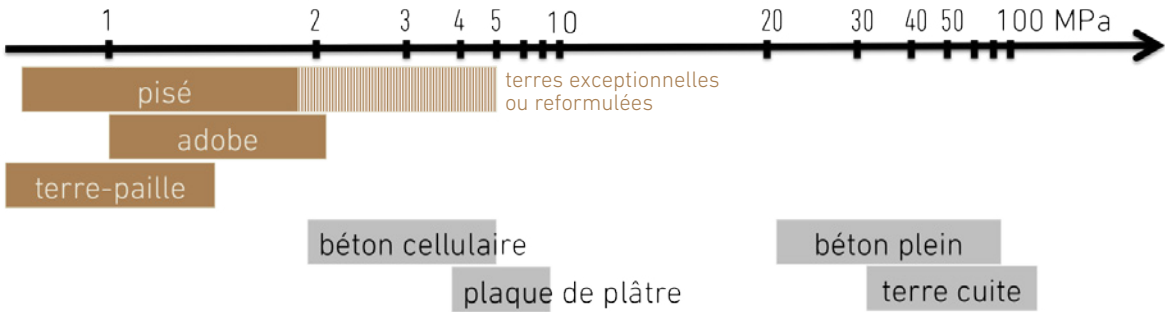 1 2 3 4 5 10 20 30 40 50 100 MPa
pisé
terres exceptionnelles
ou reformulées
adobe
terre-paille
béton cellulaire
béton plein
plaque de plâtre
terre cuite